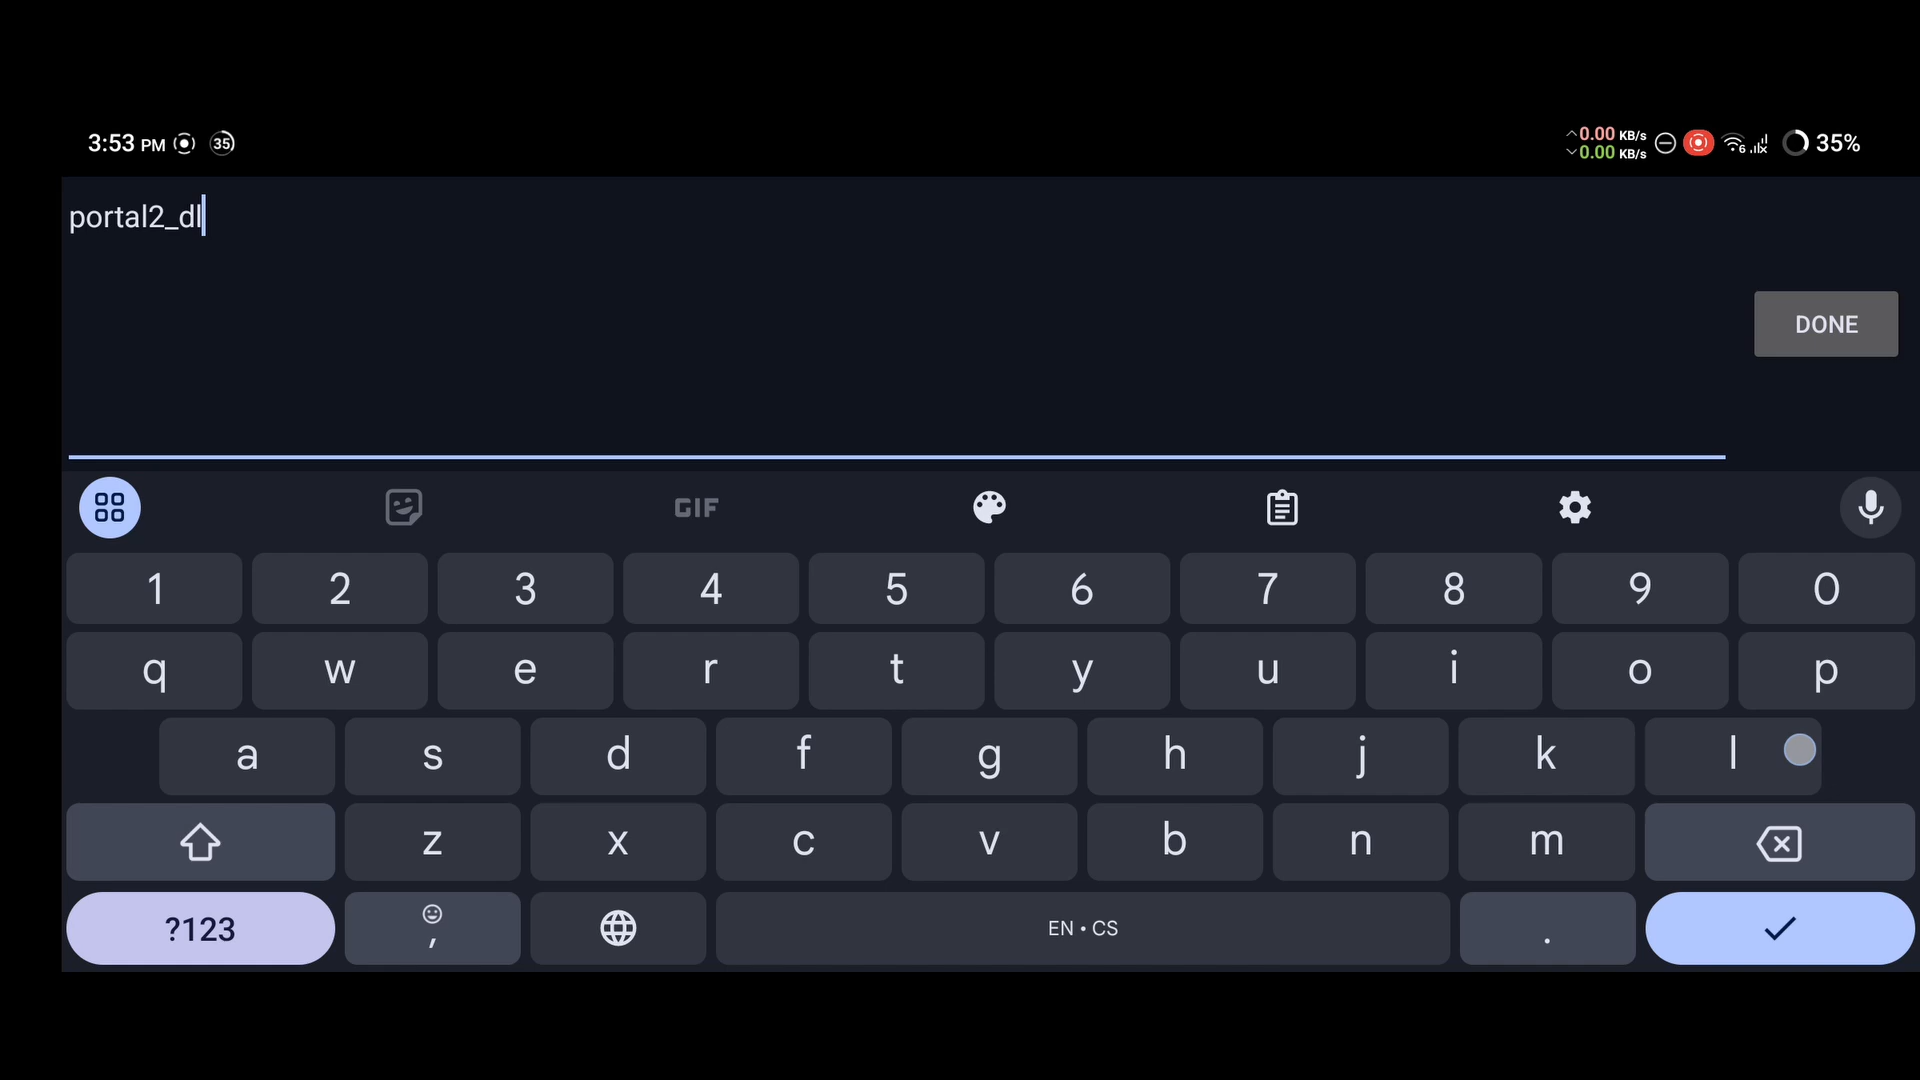 3:53 PM 35 0.00 KB/s 0.00 KB/s 6 35%
portal2_dl
DONE
GIF
1 2 3 4 5 6 7 8 9 0
q w e r t y u i o p
a s d f g h j k l
z x c v b n m
?123 , EN • CS .